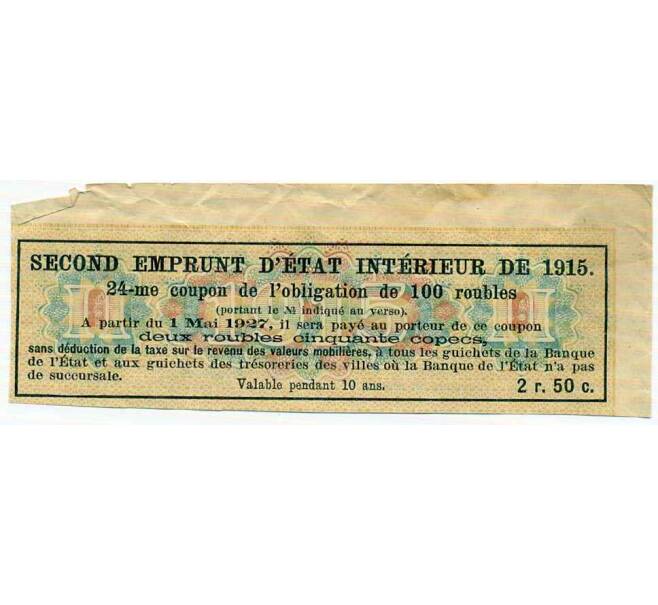 SECOND EMPRUNT D'ÉTAT INTÉRIEUR DE 1915.
24-me coupon de l'obligation de 100 roubles
(portant le № indiqué au verso).
A partir du 1 Mai 1927, il sera payé au porteur de ce coupon
deux roubles cinquante copecs,
sans déduction de la taxe sur le revenu des valeurs mobilières, à tous les guichets de la Banque
de l'État et aux guichets des trésoreries des villes où la Banque de l'État n'a pas
de succursale. Valable pendant 10 ans. 2 r. 50 c.